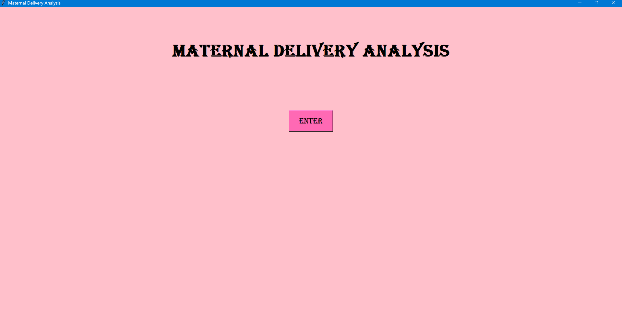 Maternal Delivery Analysis
MATERNAL DELIVERY ANALYSIS
ENTER